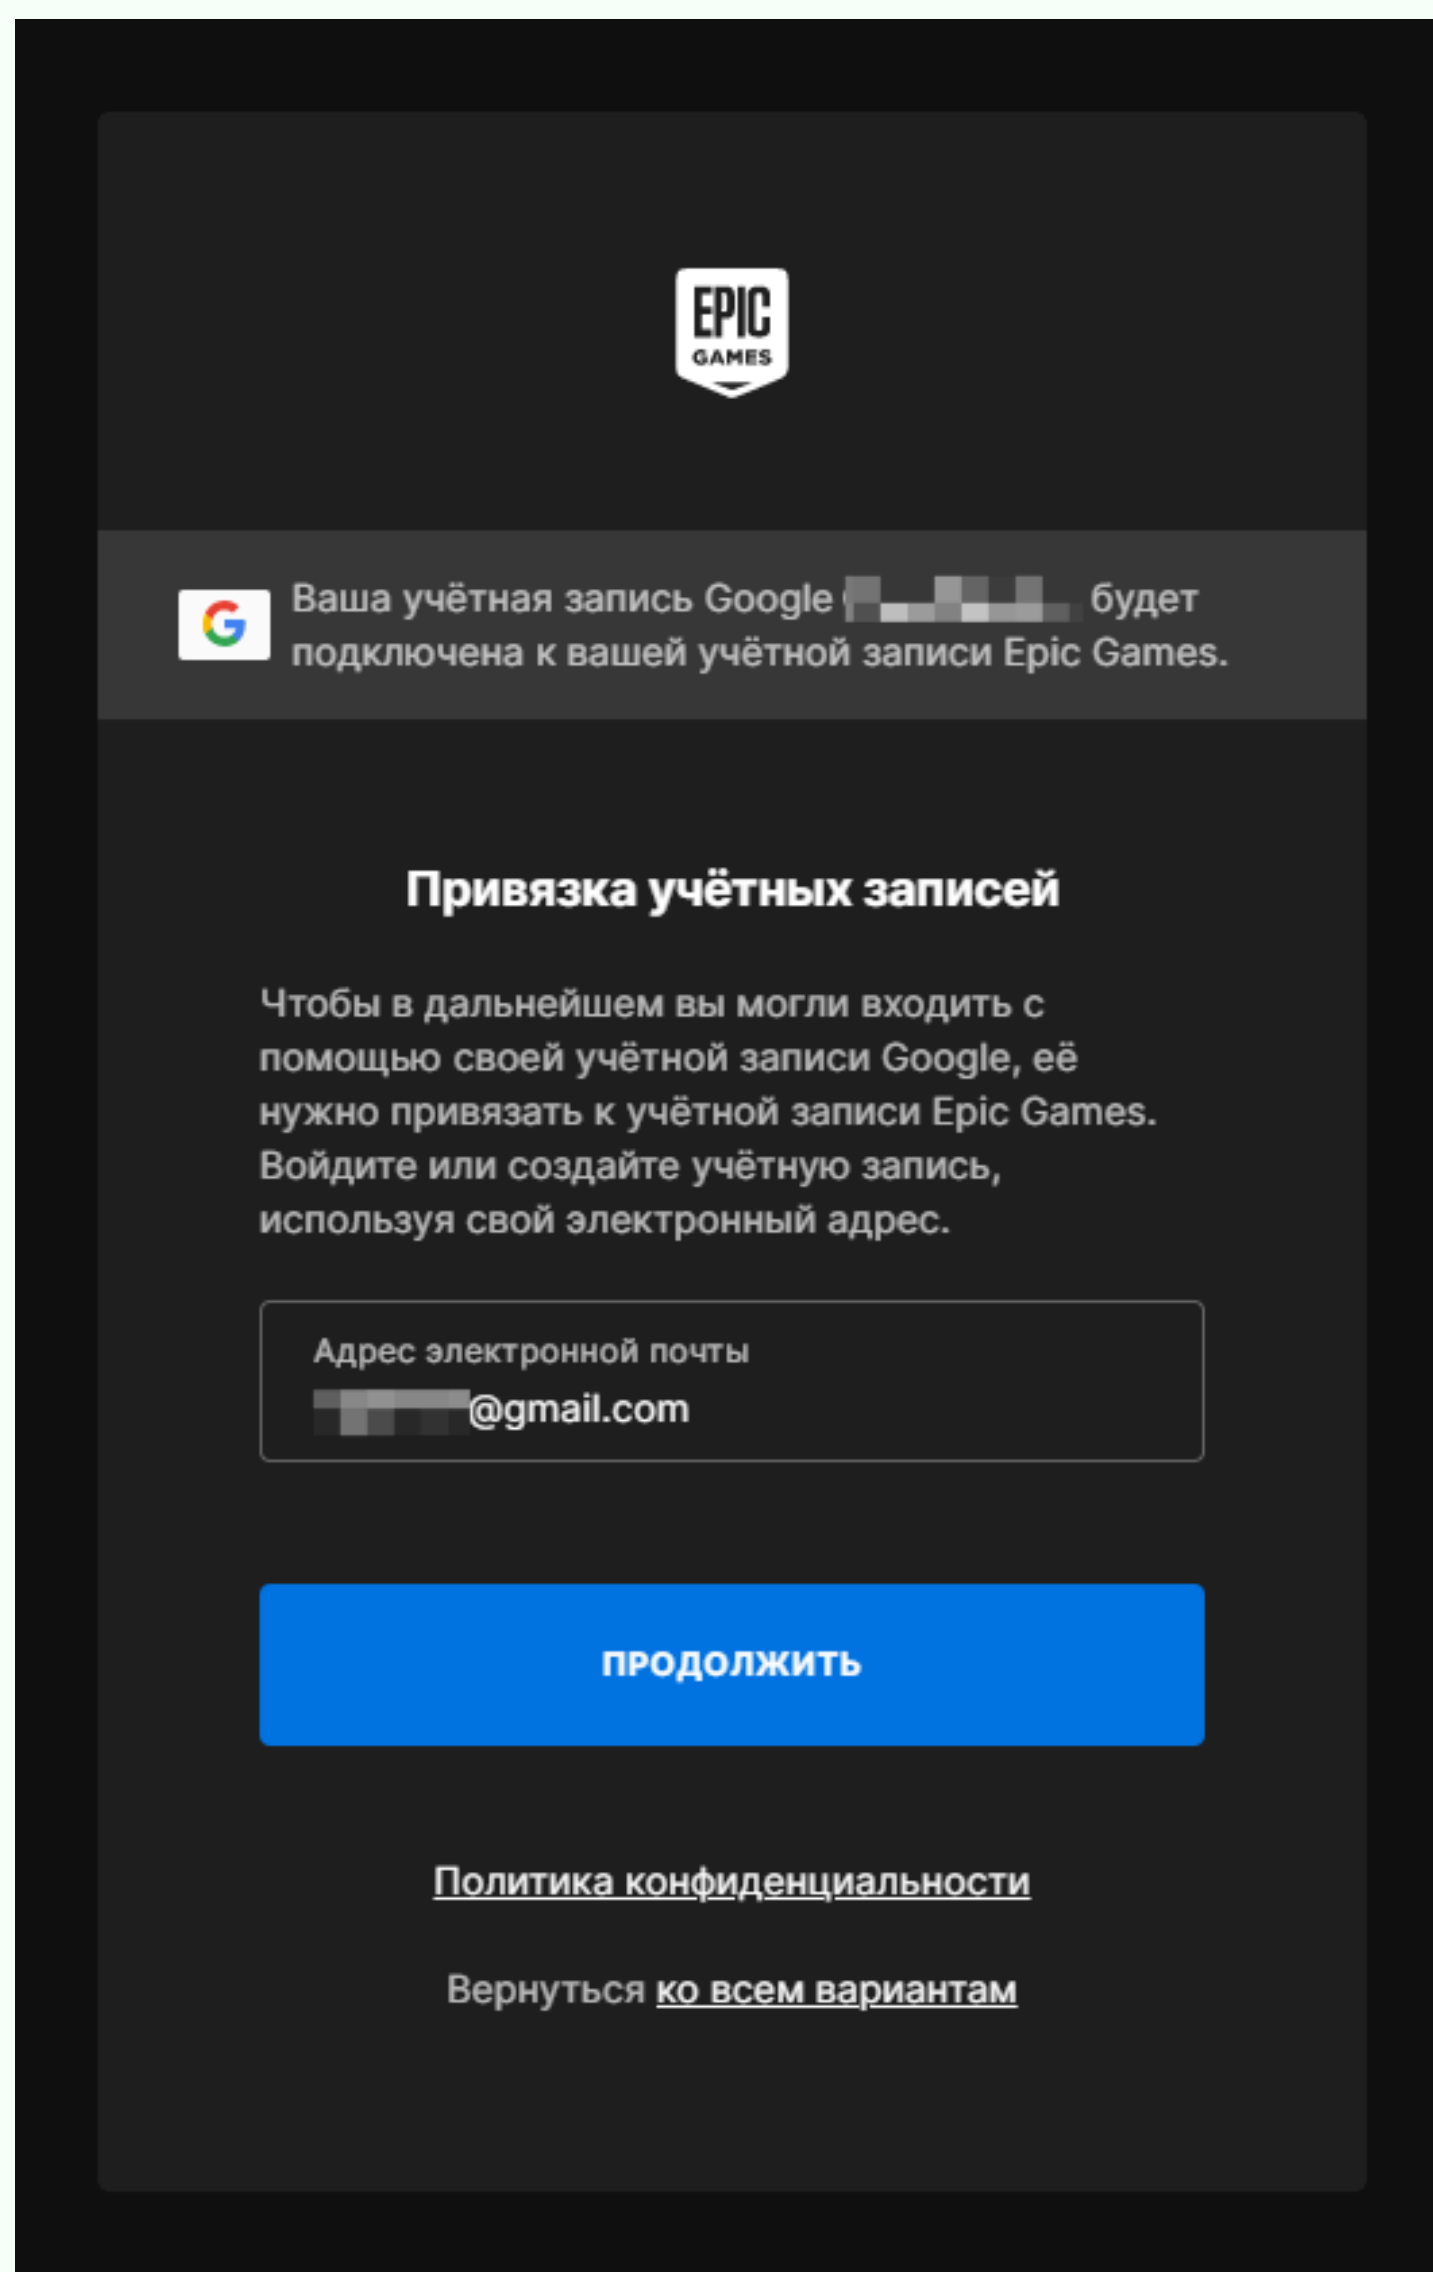 EPIC
GAMES
Ваша учётная запись Google будет
подключена к вашей учётной записи Epic Games.
Привязка учётных записей
Чтобы в дальнейшем вы могли входить с
помощью своей учётной записи Google, её
нужно привязать к учётной записи Epic Games.
Войдите или создайте учётную запись,
используя свой электронный адрес.
Адрес электронной почты
@gmail.com
ПРОДОЛЖИТЬ
Политика конфиденциальности
Вернуться ко всем вариантам